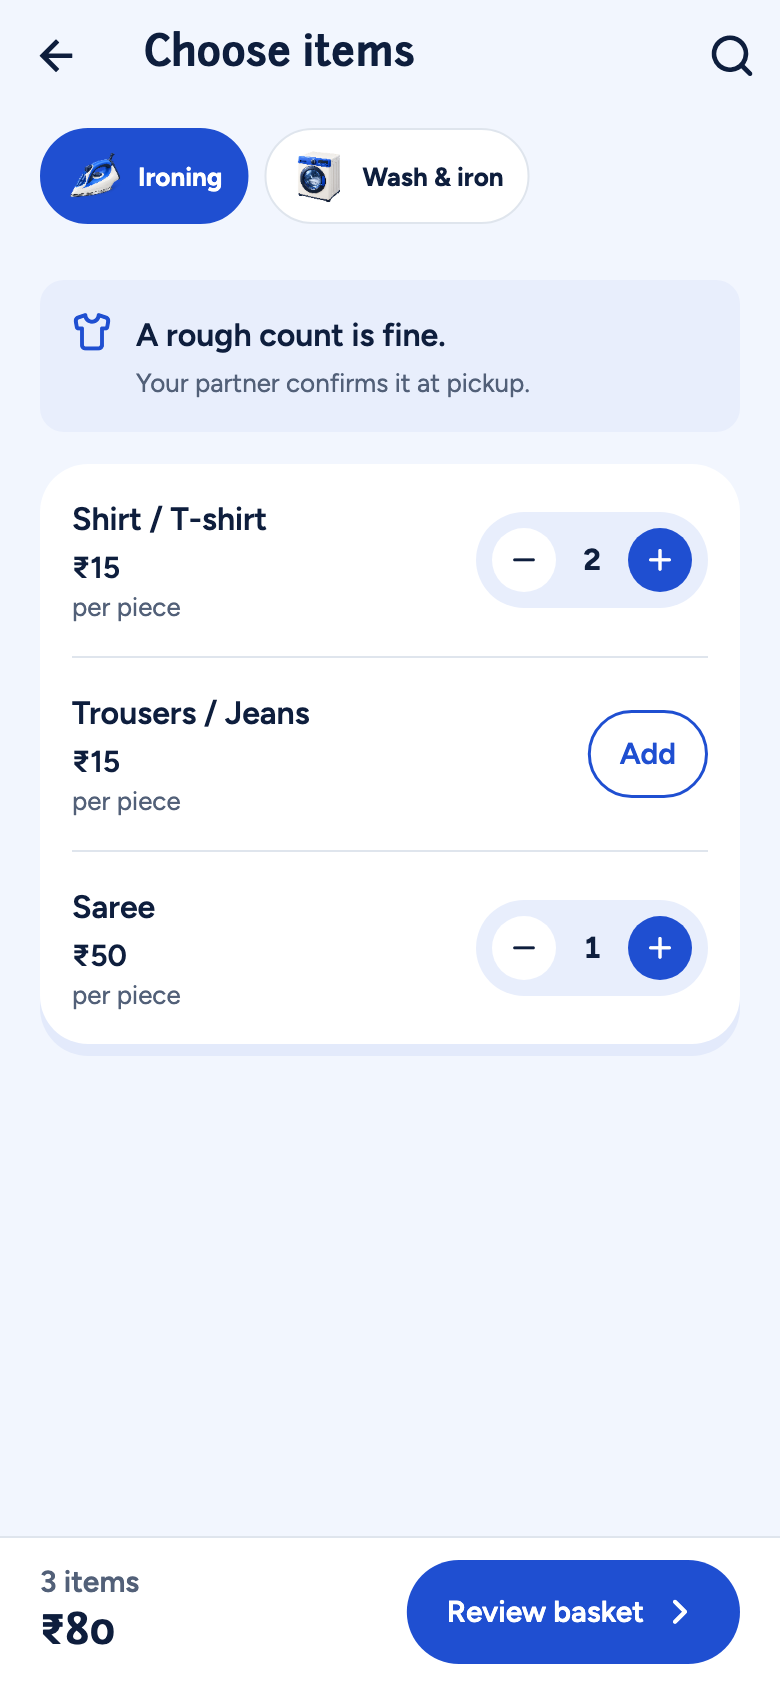 Choose items
Ironing
Wash & iron
A rough count is fine.
Your partner confirms it at pickup.
Shirt / T-shirt
₹15
per piece
2
Trousers / Jeans
₹15
per piece
Add
Saree
₹50
per piece
1
3 items
₹80
Review basket